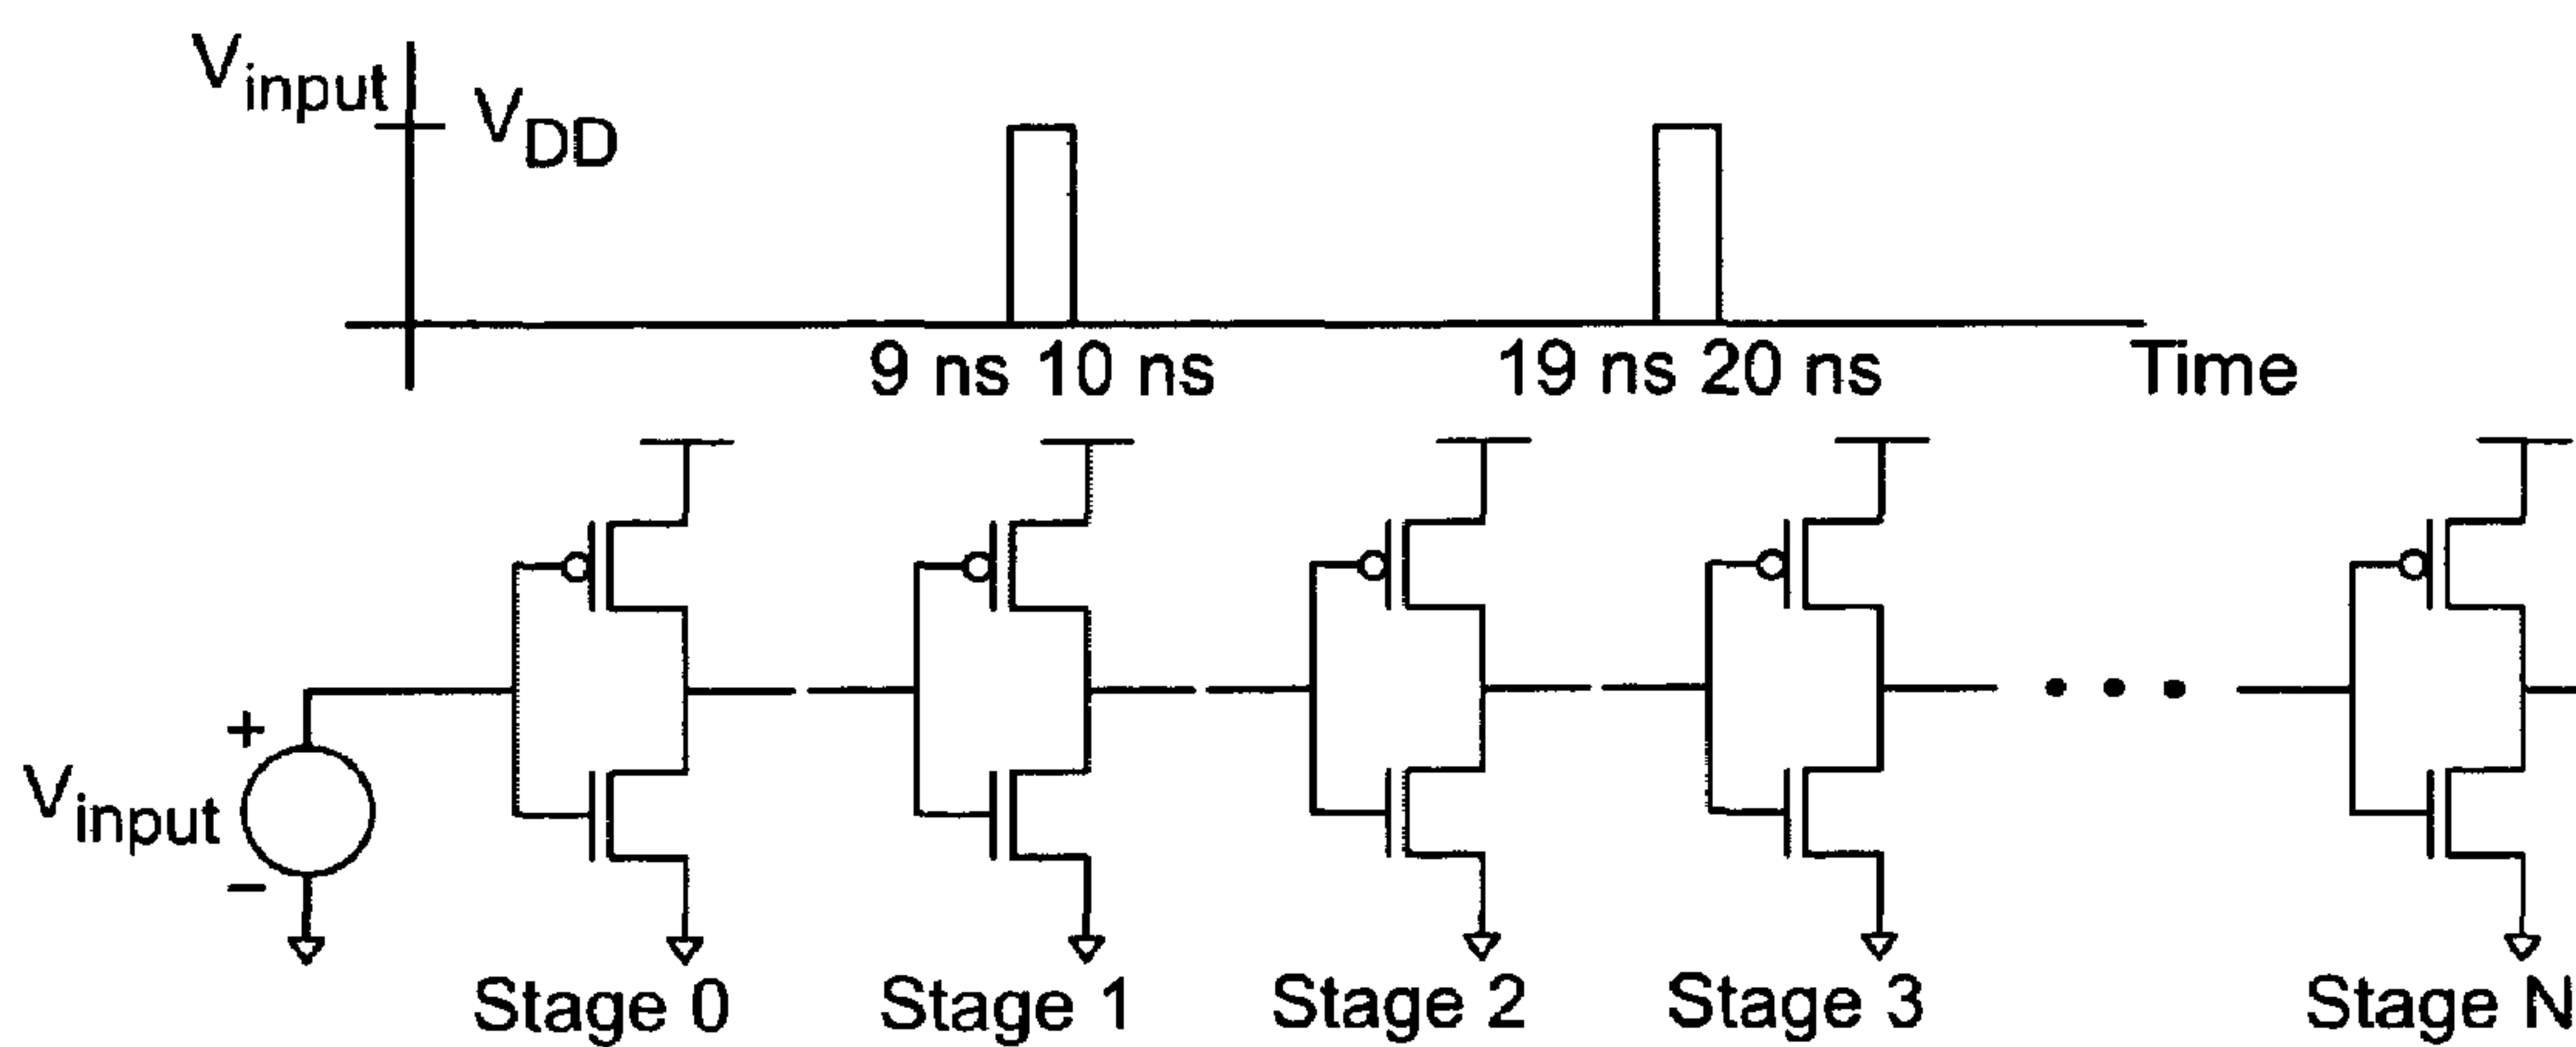 Vinput
VDD
9 ns 10 ns 19 ns 20 ns Time
+
Vinput
−
Stage 0 Stage 1 Stage 2 Stage 3 Stage N